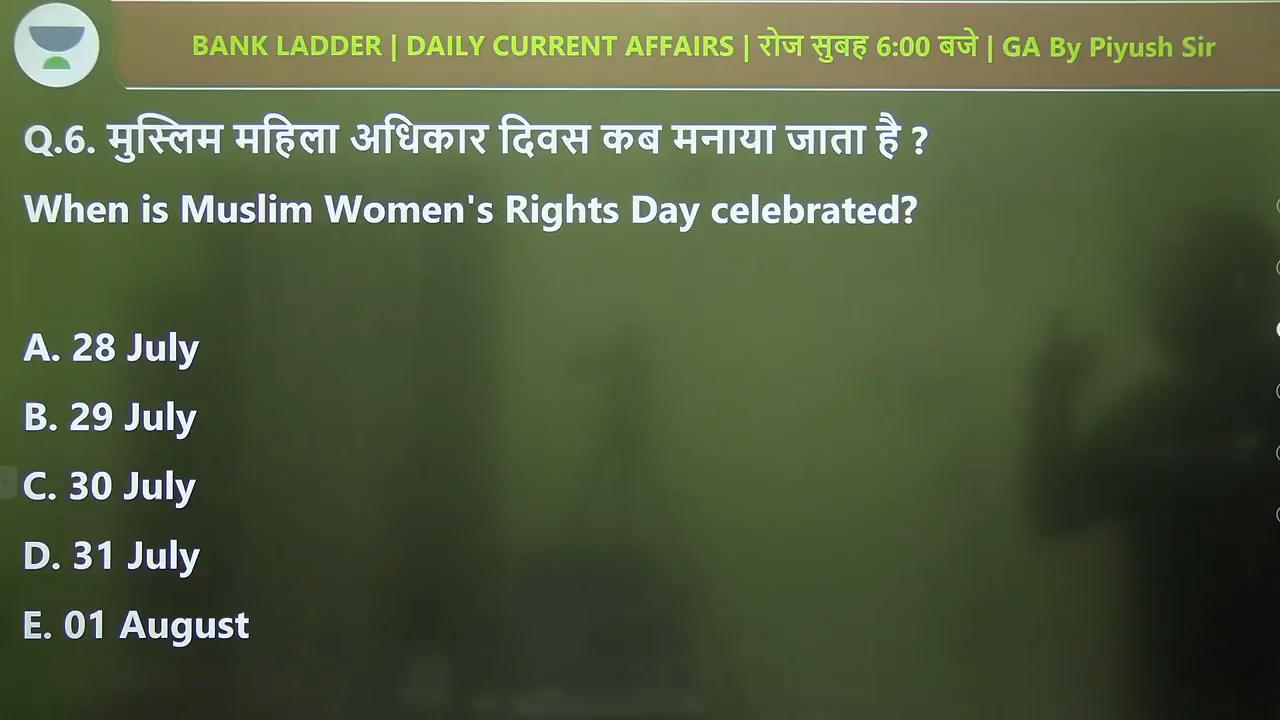 BANK LADDER | DAILY CURRENT AFFAIRS | रोज सुबह 6:00 बजे | GA By Piyush Sir
Q.6. मुस्लिम महिला अधिकार दिवस कब मनाया जाता है ?
When is Muslim Women's Rights Day celebrated?
A. 28 July
B. 29 July
C. 30 July
D. 31 July
E. 01 August